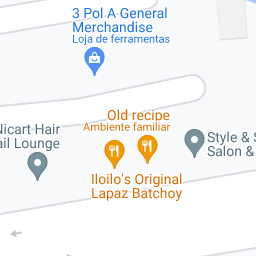 3 Pol A General
Merchandise
Loja de ferramentas
Old recipe
Ambiente familiar
Nicart Hair
ail Lounge
Style & S
Salon &
Iloilo's Original
Lapaz Batchoy